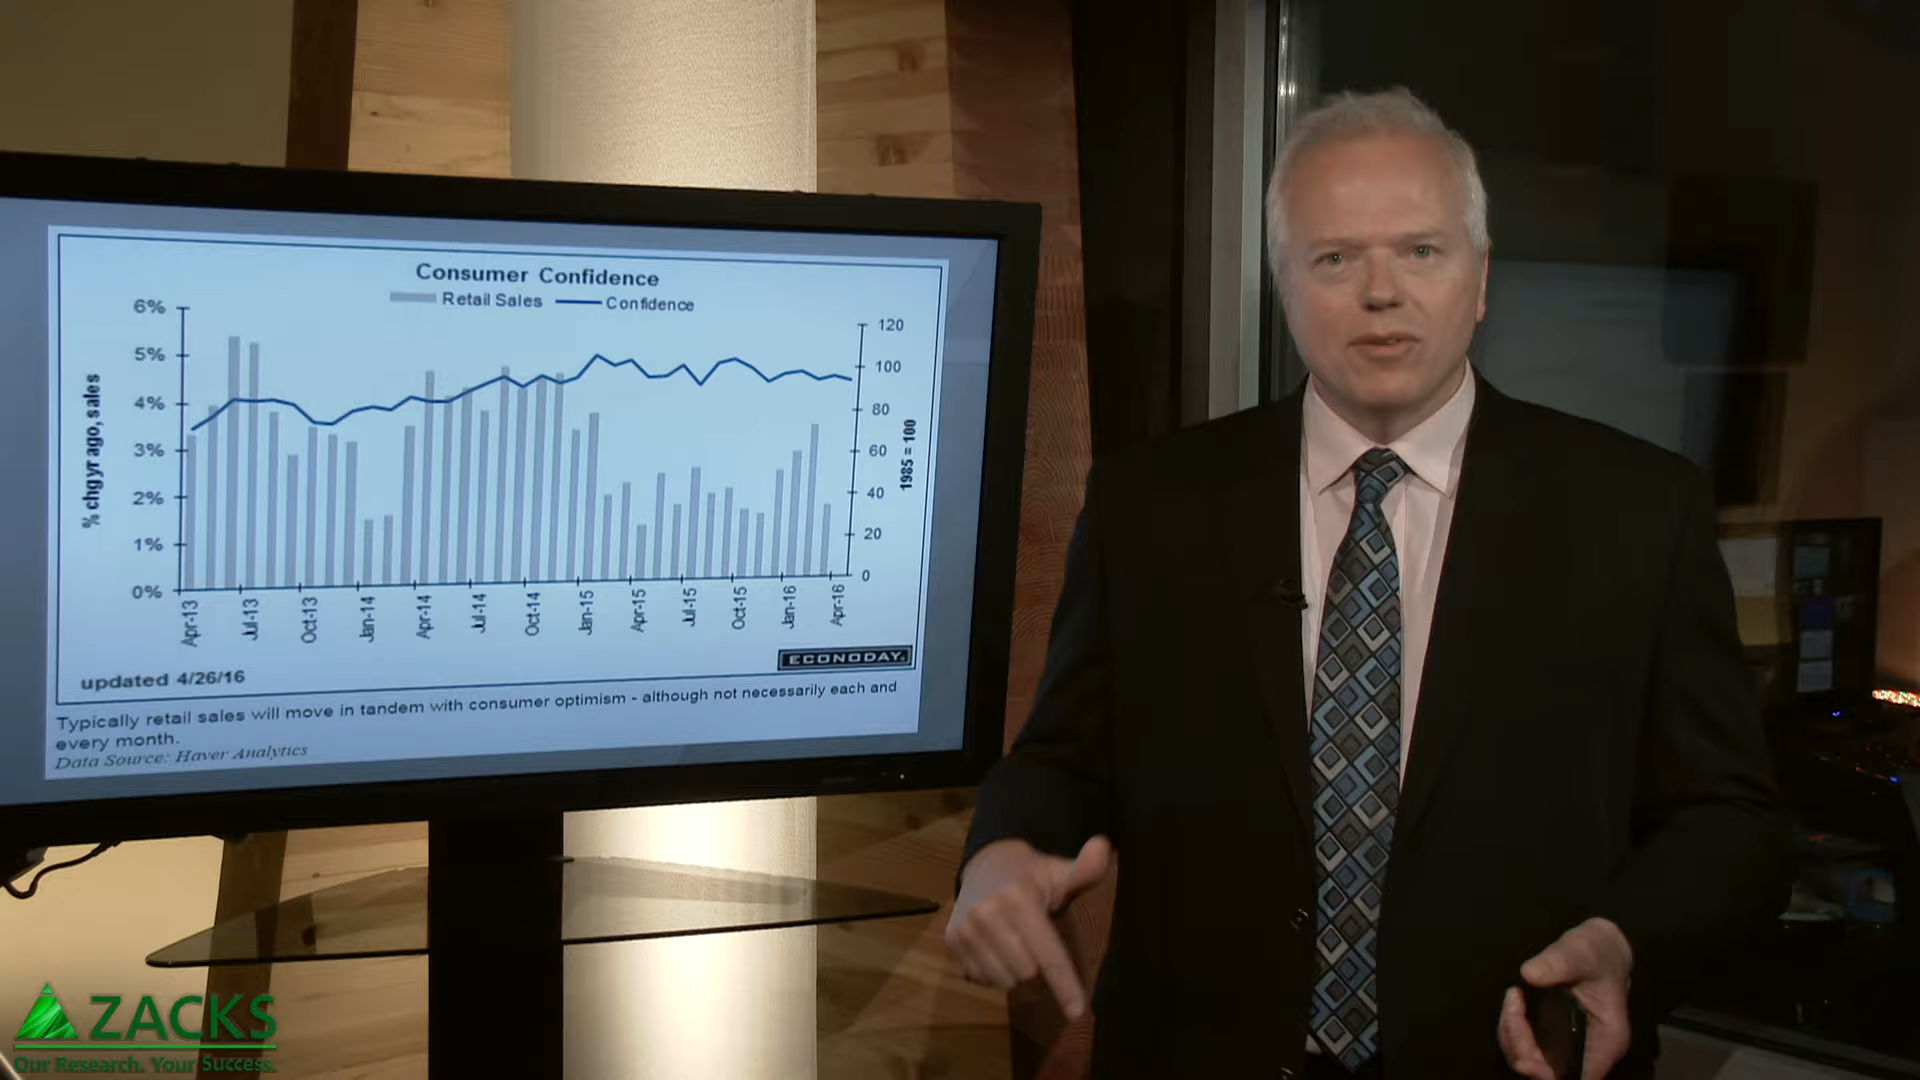 Consumer Confidence
Retail Sales Confidence
6%
5%
4%
3%
2%
1%
0%
% chg yr ago, sales
120
100
80
60
40
20
0
1985 = 100
Apr-13 Jul-13 Oct-13 Jan-14 Apr-14 Jul-14 Oct-14 Jan-15 Apr-15 Jul-15 Oct-15 Jan-16 Apr-16
ECONODAY
updated 4/26/16
Typically retail sales will move in tandem with consumer optimism - although not necessarily each and
every month.
Data Source: Haver Analytics
ZACKS
Our Research. Your Success.